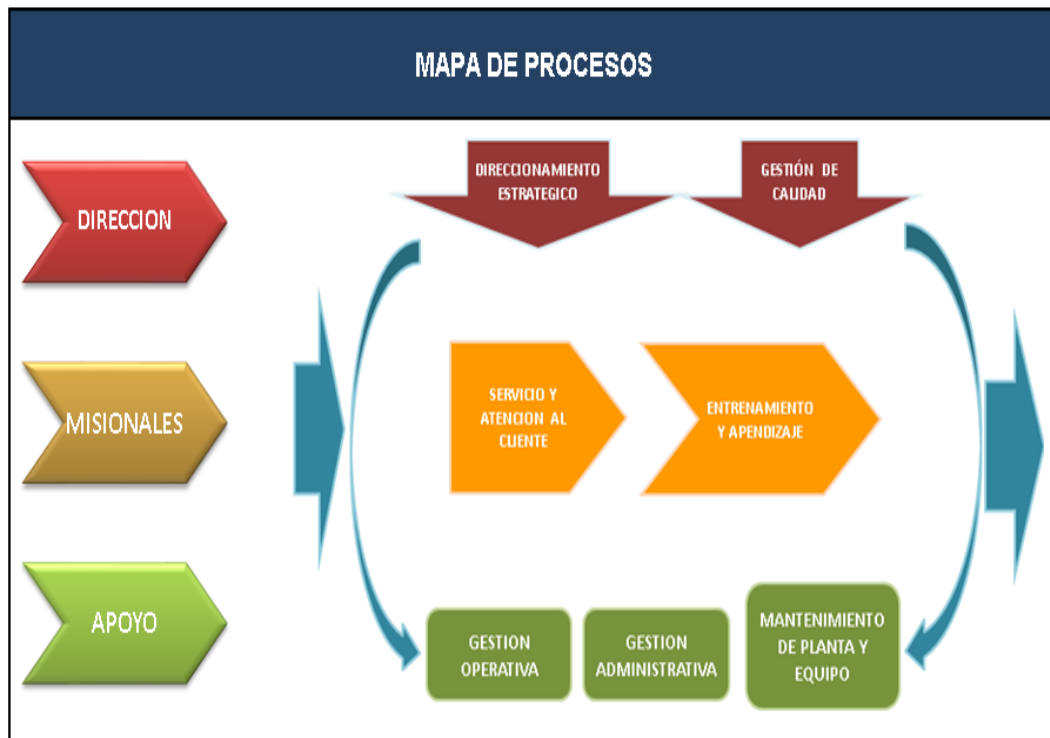 MAPA DE PROCESOS
DIRECCION
DIRECCIONAMIENTO
ESTRATEGICO
GESTIÓN DE
CALIDAD
MISIONALES
SERVICIO Y
ATENCION AL
CLIENTE
ENTRENAMIENTO
Y APENDIZAJE
APOYO
GESTION
OPERATIVA
GESTION
ADMINISTRATIVA
MANTENIMIENTO
DE PLANTA Y
EQUIPO